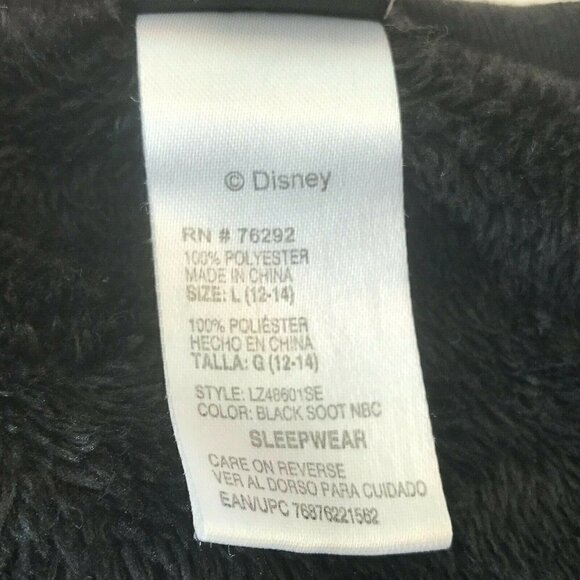 © Disney
RN # 76292
100% POLYESTER
MADE IN CHINA
SIZE: L (12-14)
100% POLIÉSTER
HECHO EN CHINA
TALLA: G (12-14)
STYLE: LZ48601SE
COLOR: BLACK SOOT NBC
SLEEPWEAR
CARE ON REVERSE
VER AL DORSO PARA CUIDADO
EAN/UPC 76876221562